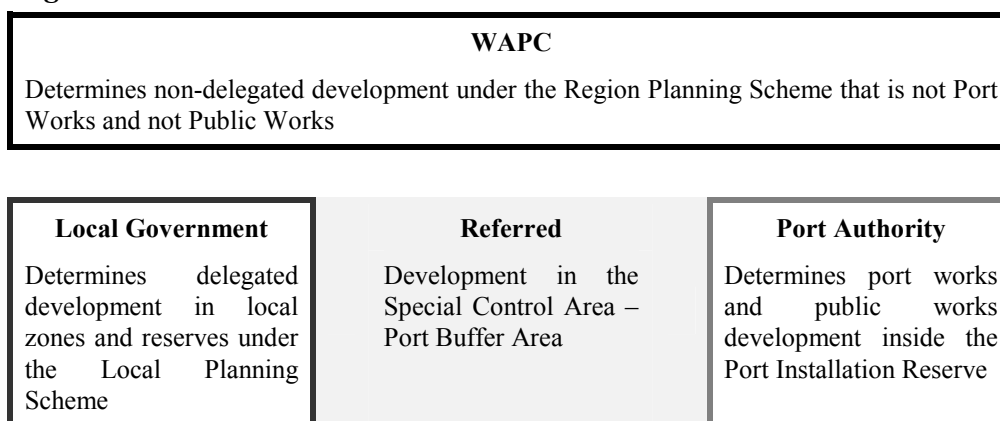 WAPC
Determines non-delegated development under the Region Planning Scheme that is not Port
Works and not Public Works
Local Government
Determines delegated
development in local
zones and reserves under
the Local Planning
Scheme
Referred
Development in the
Special Control Area –
Port Buffer Area
Port Authority
Determines port works
and public works
development inside the
Port Installation Reserve